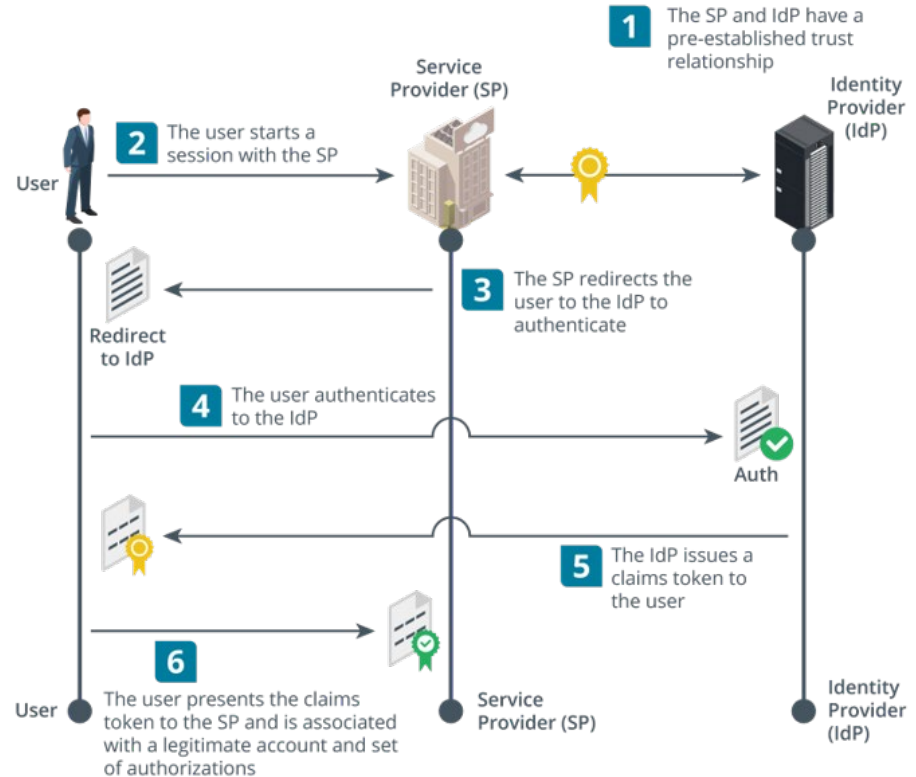 1
The SP and IdP have a
pre-established trust
relationship
Service
Provider (SP)
Identity
Provider
(IdP)
2
The user starts a
session with the SP
User
3
The SP redirects the
user to the IdP to
authenticate
Redirect
to IdP
4
The user authenticates
to the IdP
Auth
5
The IdP issues a
claims token to
the user
6
The user presents the claims
token to the SP and is associated
with a legitimate account and set
of authorizations
User
Service
Provider (SP)
Identity
Provider
(IdP)